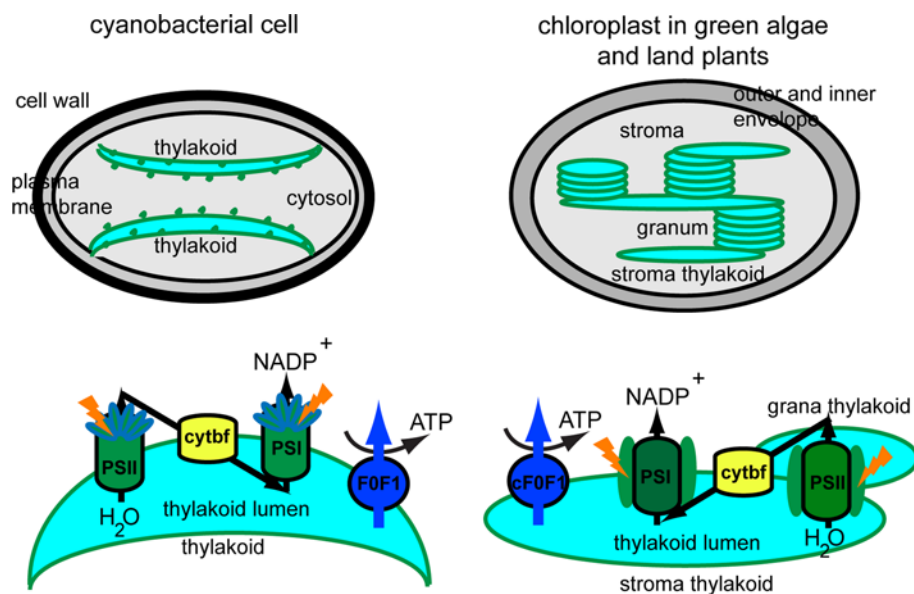 cyanobacterial cell
chloroplast in green algae
and land plants
cell wall
thylakoid
plasma
membrane
cytosol
thylakoid
outer and inner
envelope
stroma
granum
stroma thylakoid
NADP+
ATP
cytbf
PSII
PSI
F0F1
H2O
thylakoid lumen
thylakoid
NADP+
ATP
grana thylakoid
cF0F1
PSI
cytbf
PSII
thylakoid lumen
H2O
stroma thylakoid